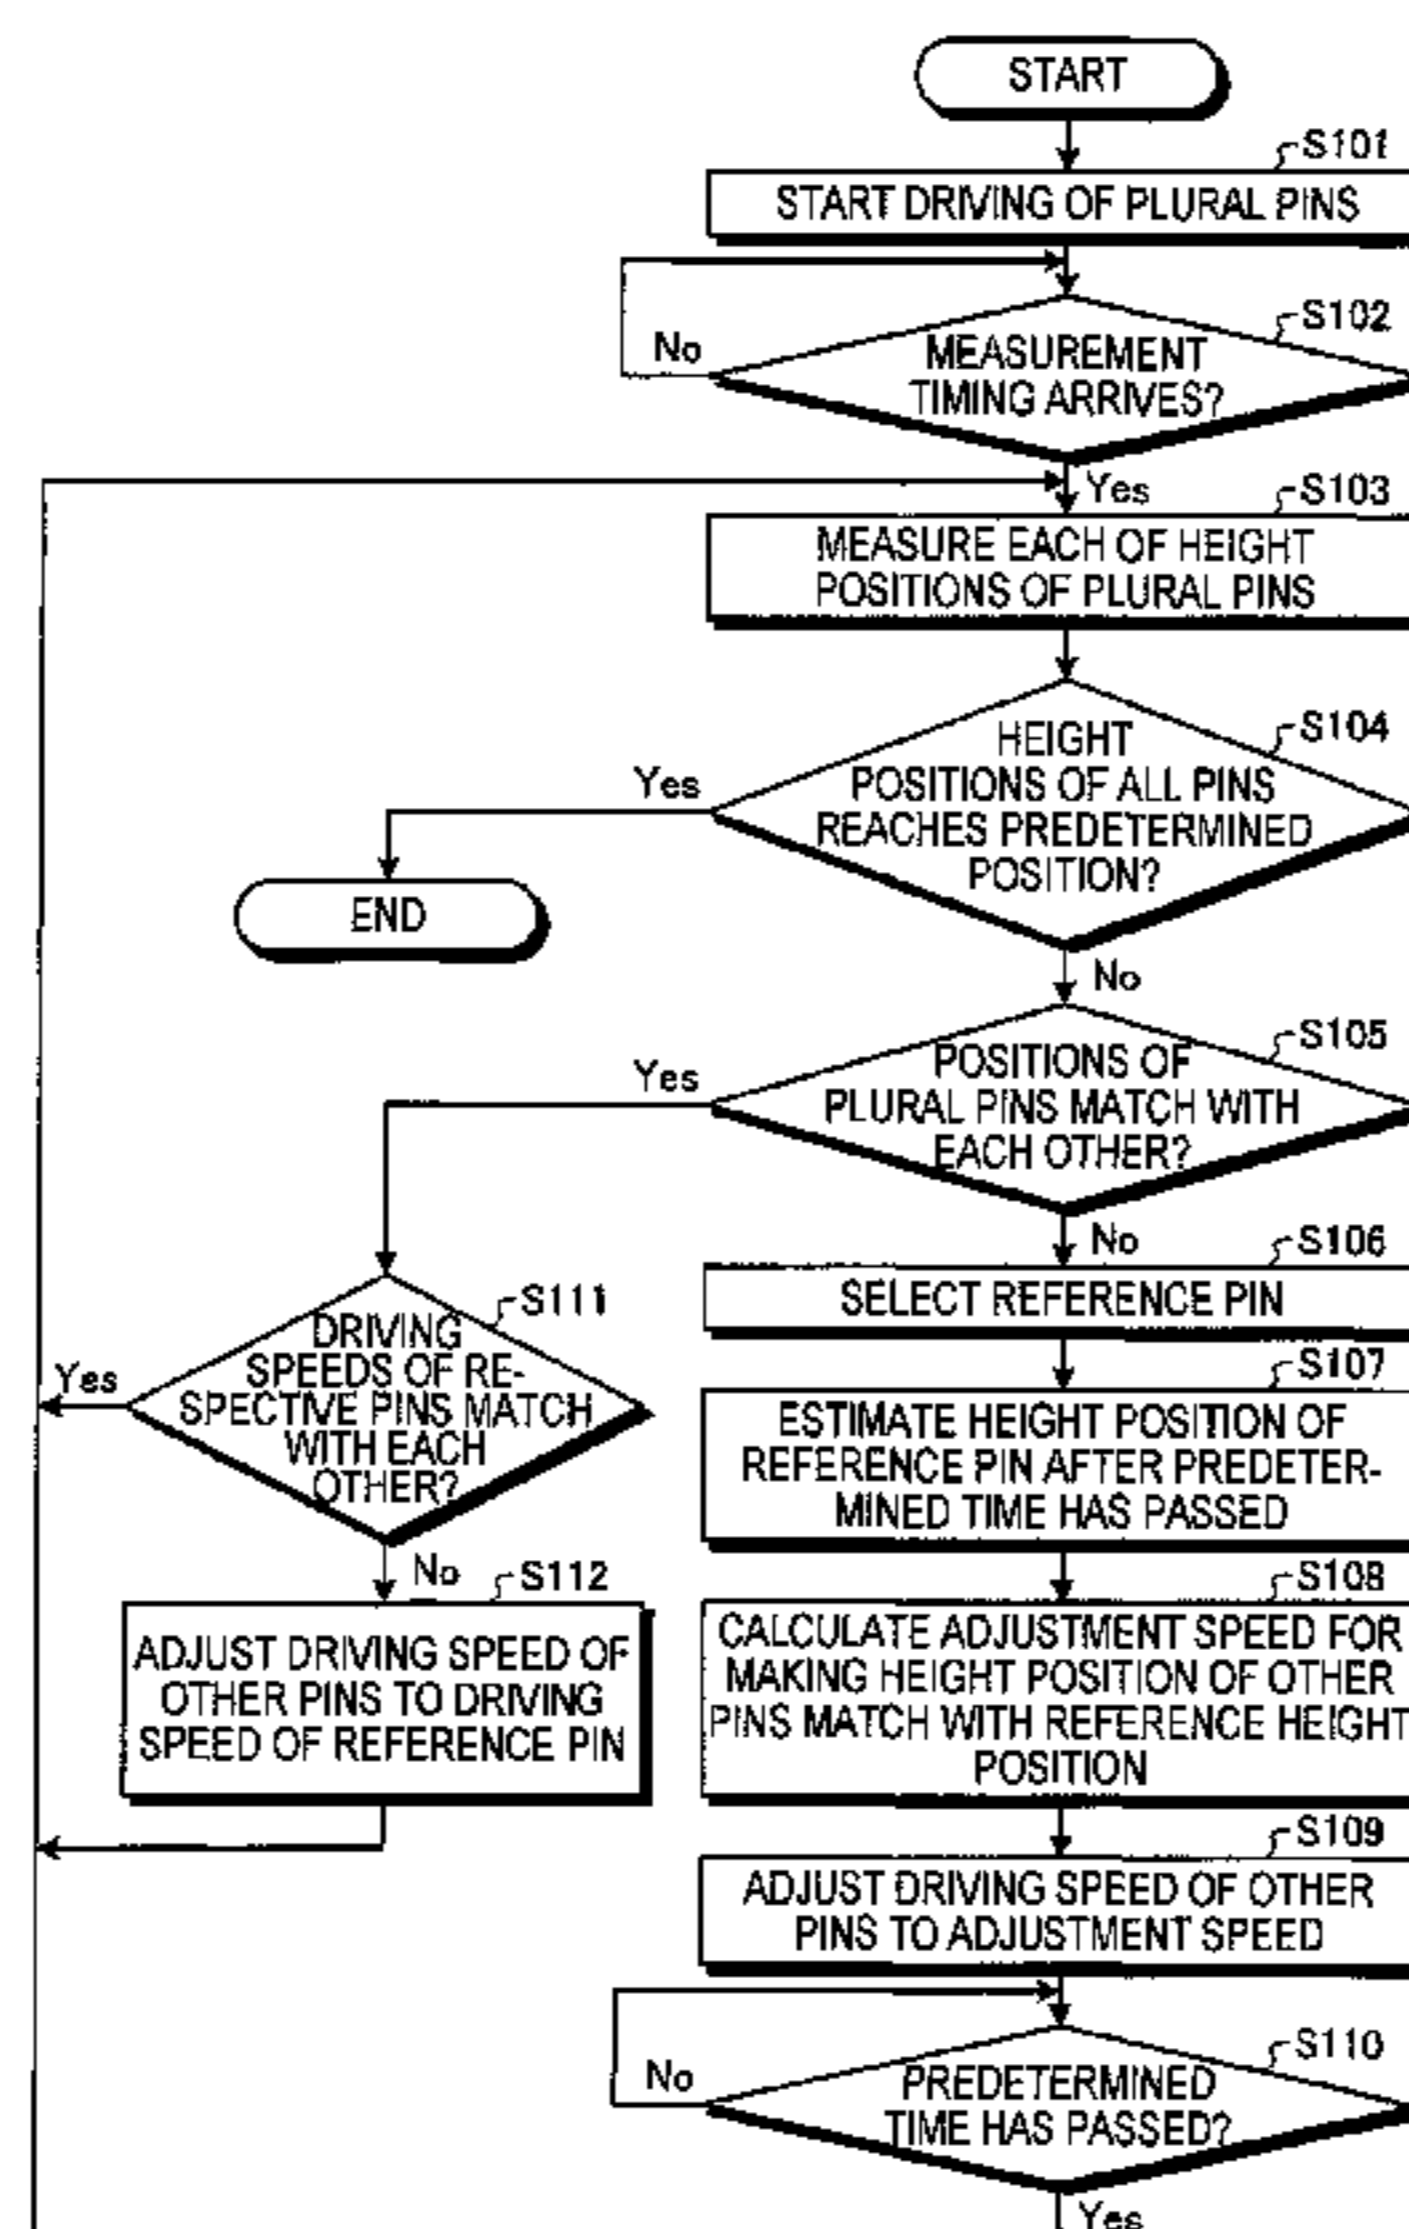 START
S101
START DRIVING OF PLURAL PINS
S102
No
MEASUREMENT
TIMING ARRIVES?
Yes
S103
MEASURE EACH OF HEIGHT
POSITIONS OF PLURAL PINS
S104
HEIGHT
POSITIONS OF ALL PINS
REACHES PREDETERMINED
POSITION?
Yes
END
No
S105
POSITIONS OF
PLURAL PINS MATCH WITH
EACH OTHER?
Yes
No
S106
SELECT REFERENCE PIN
S111
DRIVING
SPEEDS OF RE-
SPECTIVE PINS MATCH
WITH EACH
OTHER?
Yes
S107
ESTIMATE HEIGHT POSITION OF
REFERENCE PIN AFTER PREDETER-
MINED TIME HAS PASSED
No
S112
ADJUST DRIVING SPEED OF
OTHER PINS TO DRIVING
SPEED OF REFERENCE PIN
S108
CALCULATE ADJUSTMENT SPEED FOR
MAKING HEIGHT POSITION OF OTHER
PINS MATCH WITH REFERENCE HEIGHT
POSITION
S109
ADJUST DRIVING SPEED OF OTHER
PINS TO ADJUSTMENT SPEED
S110
No
PREDETERMINED
TIME HAS PASSED?
Yes